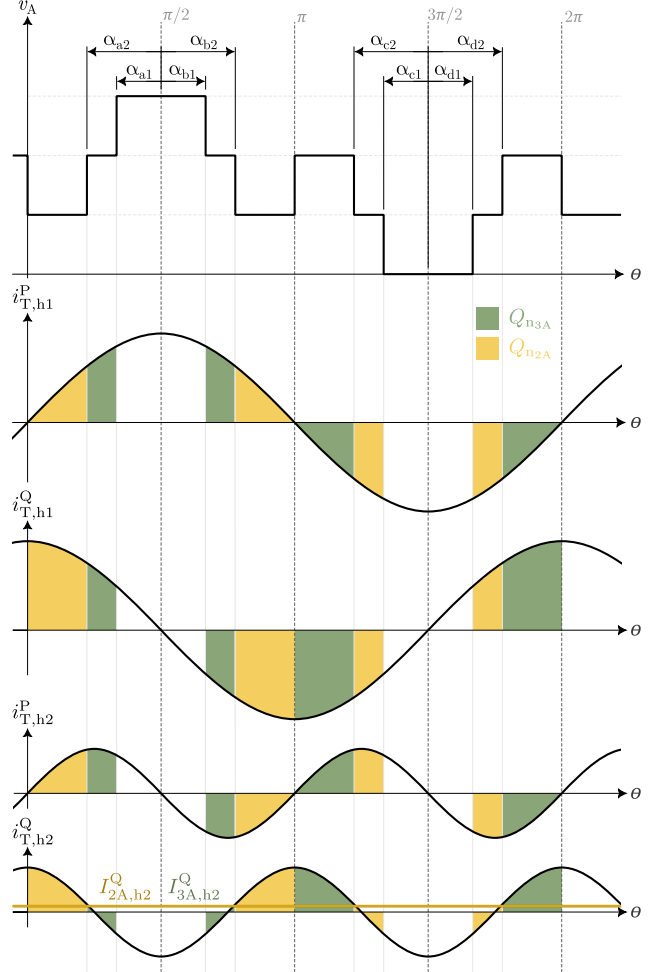 v_A
π/2 π 3π/2 2π
α_a2 α_b2 α_c2 α_d2
α_a1 α_b1 α_c1 α_d1
θ
i^P_T,h1
Q_n3A
Q_n2A
θ
i^Q_T,h1
θ
i^P_T,h2
θ
i^Q_T,h2
I^Q_2A,h2 I^Q_3A,h2
θ